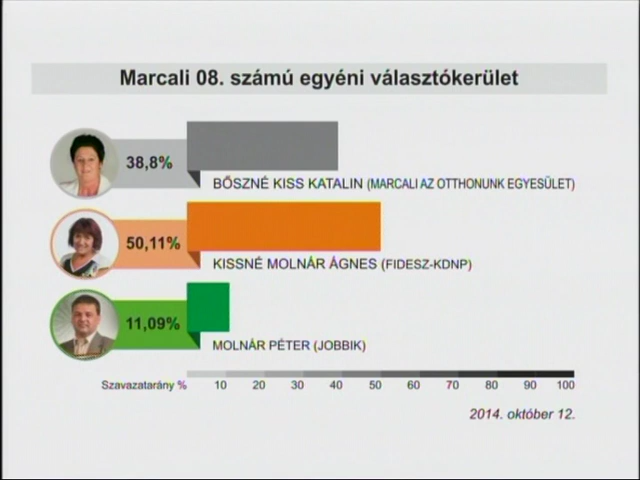 Marcali 08. számú egyéni választókerület
38,8%
BŐSZNÉ KISS KATALIN (MARCALI AZ OTTHONUNK EGYESÜLET)
50,11%
KISSNÉ MOLNÁR ÁGNES (FIDESZ-KDNP)
11,09%
MOLNÁR PÉTER (JOBBIK)
Szavazatarány % 10 20 30 40 50 60 70 80 90 100
2014. október 12.